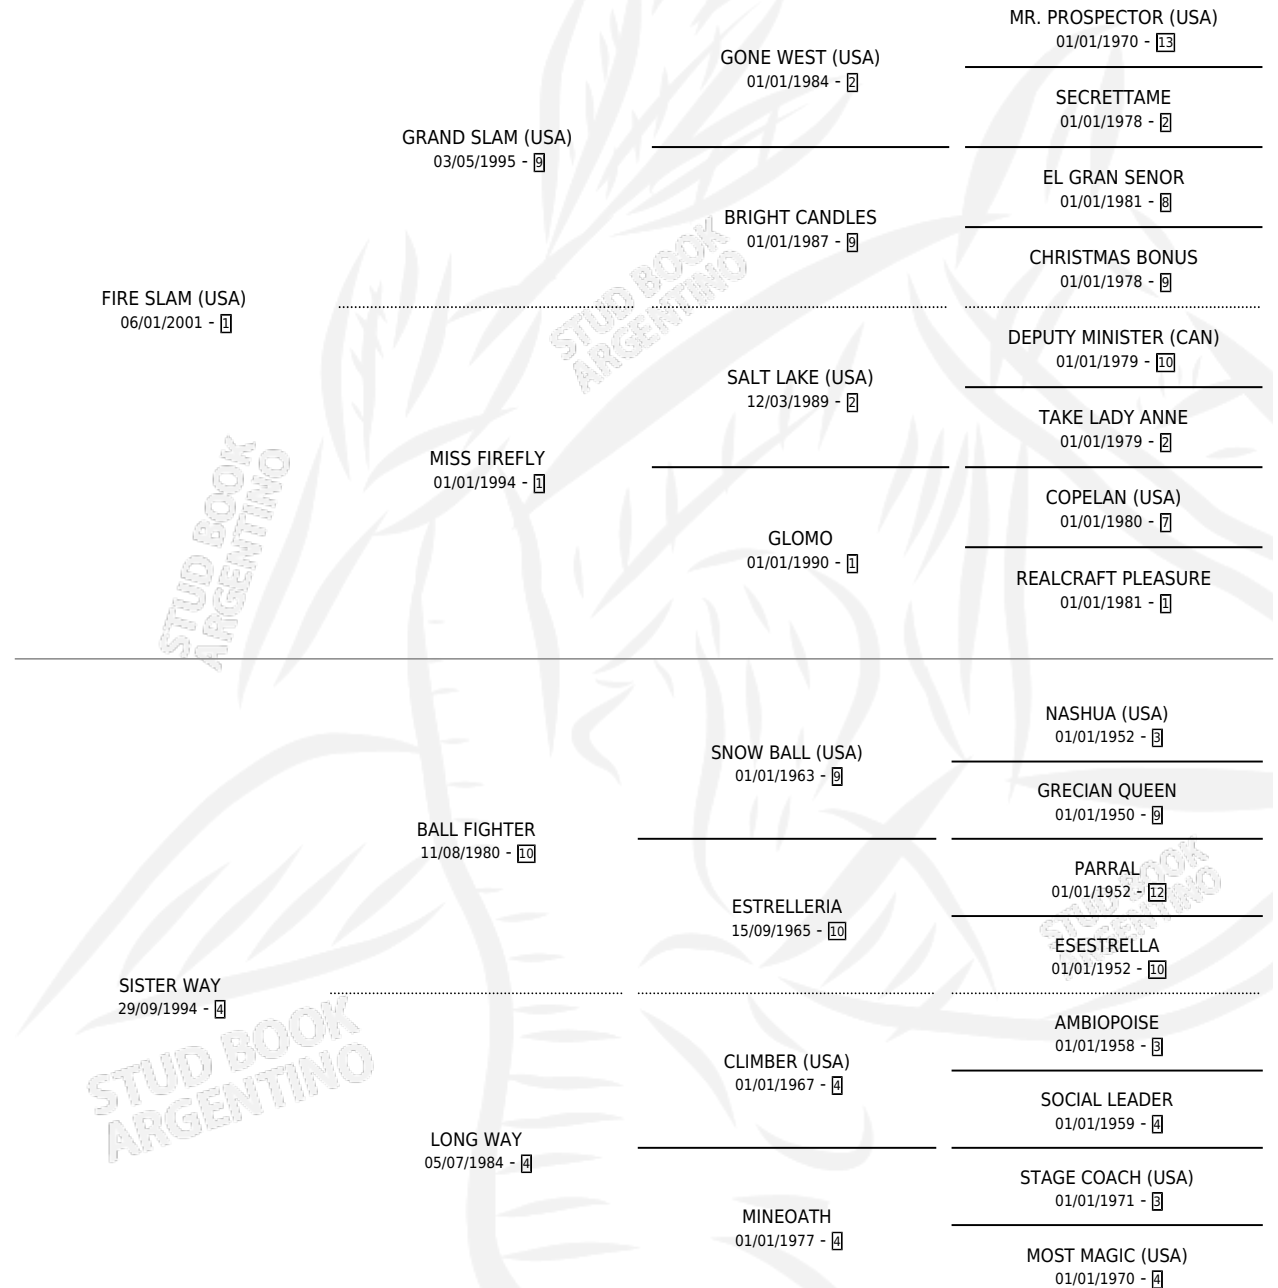 MR. PROSPECTOR (USA)
01/01/1970 - 13
GONE WEST (USA)
01/01/1984 - 2
SECRETTAME
01/01/1978 - 2
GRAND SLAM (USA)
03/05/1995 - 9
EL GRAN SENOR
01/01/1981 - 8
BRIGHT CANDLES
01/01/1987 - 9
CHRISTMAS BONUS
01/01/1978 - 9
FIRE SLAM (USA)
06/01/2001 - 1
STUD BOOK
ARGENTINO
DEPUTY MINISTER (CAN)
01/01/1979 - 10
SALT LAKE (USA)
12/03/1989 - 2
TAKE LADY ANNE
01/01/1979 - 2
MISS FIREFLY
01/01/1994 - 1
COPELAN (USA)
01/01/1980 - 7
GLOMO
01/01/1990 - 1
REALCRAFT PLEASURE
01/01/1981 - 1
STUD BOOK
ARGENTINO
NASHUA (USA)
01/01/1952 - 3
SNOW BALL (USA)
01/01/1963 - 9
GRECIAN QUEEN
01/01/1950 - 9
BALL FIGHTER
11/08/1980 - 10
PARRAL
01/01/1952 - 12
ESTRELLERIA
15/09/1965 - 10
ESESTRELLA
01/01/1952 - 10
STUD BOOK
ARGENTINO
SISTER WAY
29/09/1994 - 4
AMBIOPOISE
01/01/1958 - 3
CLIMBER (USA)
01/01/1967 - 4
SOCIAL LEADER
01/01/1959 - 4
STUD BOOK
ARGENTINO
LONG WAY
05/07/1984 - 4
STAGE COACH (USA)
01/01/1971 - 3
MINEOATH
01/01/1977 - 4
MOST MAGIC (USA)
01/01/1970 - 4